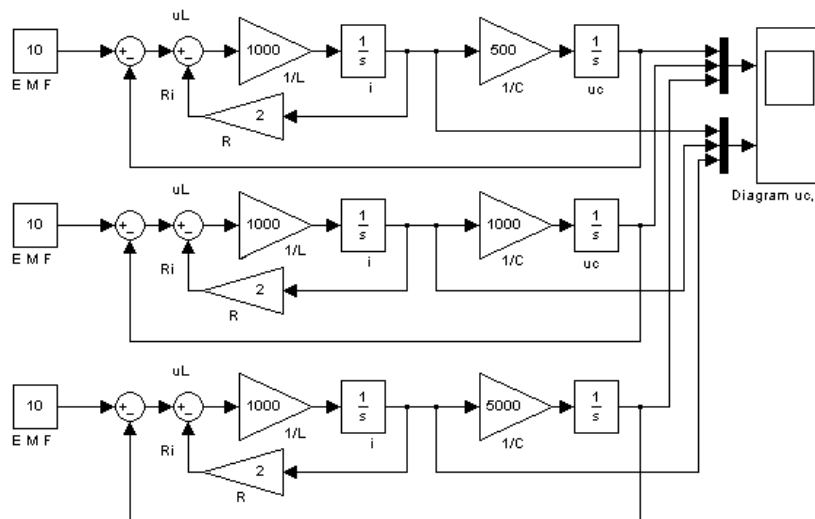 uL
10
+
−
+
−
1000
1
s
500
1
s
E M F
1/L
i
1/C
uc
Ri
2
R
Diagram uc,
uL
10
+
−
+
−
1000
1
s
1000
1
s
E M F
1/L
i
1/C
uc
Ri
2
R
uL
10
+
−
+
−
1000
1
s
5000
1
s
E M F
1/L
i
1/C
Ri
2
R